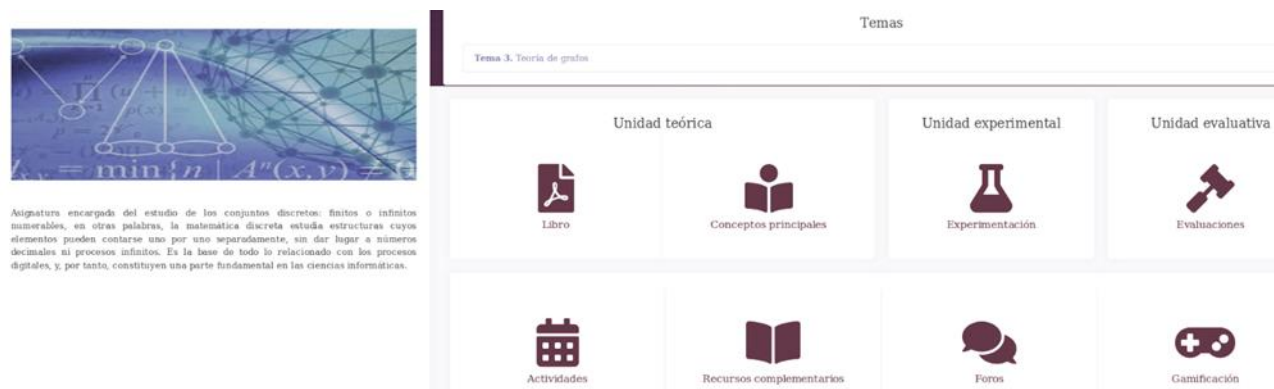 = min{n | A^n(x,y) =
Asignatura encargada del estudio de los conjuntos discretos: finitos o infinitos
numerables, en otras palabras, la matemática discreta estudia estructuras cuyos
elementos pueden contarse uno por uno separadamente, sin dar lugar a números
decimales ni procesos infinitos. Es la base de todo lo relacionado con los procesos
digitales, y, por tanto, constituyen una parte fundamental en las ciencias informáticas.
Temas
Tema 3. Teoría de grafos
Unidad teórica
Unidad experimental
Unidad evaluativa
Libro
Conceptos principales
Experimentación
Evaluaciones
Actividades
Recursos complementarios
Foros
Gamificación